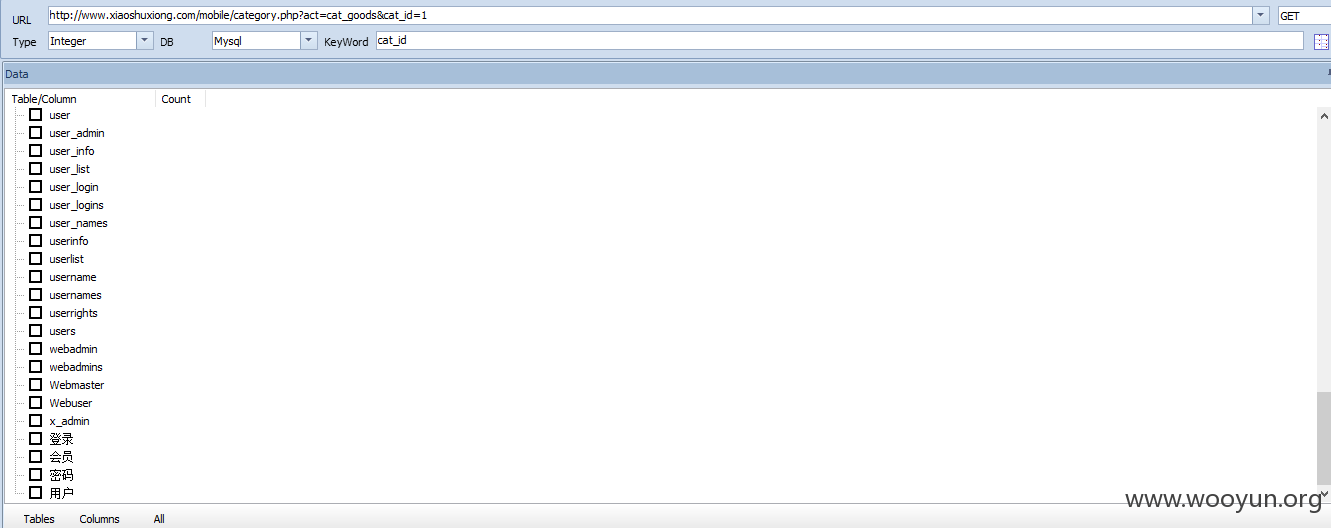 URL http://www.xiaoshuxiong.com/mobile/category.php?act=cat_goods&cat_id=1 GET
Type Integer DB Mysql KeyWord cat_id
Data
Table/Column Count
user
user_admin
user_info
user_list
user_login
user_logins
user_names
userinfo
userlist
username
usernames
userrights
users
webadmin
webadmins
Webmaster
Webuser
x_admin
登录
会员
密码
用户
www.wooyun.org
Tables Columns All